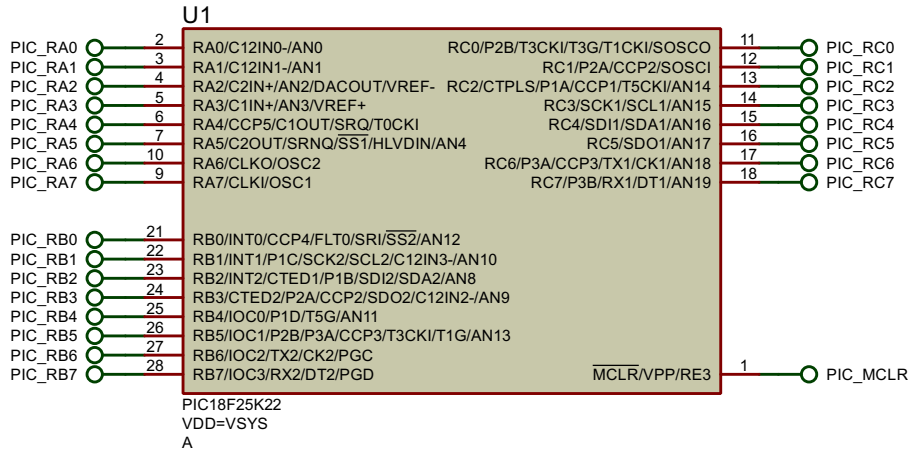 U1
PIC_RA0 2 RA0/C12IN0-/AN0 RC0/P2B/T3CKI/T3G/T1CKI/SOSCO 11 PIC_RC0
PIC_RA1 3 RA1/C12IN1-/AN1 RC1/P2A/CCP2/SOSCI 12 PIC_RC1
PIC_RA2 4 RA2/C2IN+/AN2/DACOUT/VREF- RC2/CTPLS/P1A/CCP1/T5CKI/AN14 13 PIC_RC2
PIC_RA3 5 RA3/C1IN+/AN3/VREF+ RC3/SCK1/SCL1/AN15 14 PIC_RC3
PIC_RA4 6 RA4/CCP5/C1OUT/SRQ/T0CKI RC4/SDI1/SDA1/AN16 15 PIC_RC4
PIC_RA5 7 RA5/C2OUT/SRNQ/SS1/HLVDIN/AN4 RC5/SDO1/AN17 16 PIC_RC5
PIC_RA6 10 RA6/CLKO/OSC2 RC6/P3A/CCP3/TX1/CK1/AN18 17 PIC_RC6
PIC_RA7 9 RA7/CLKI/OSC1 RC7/P3B/RX1/DT1/AN19 18 PIC_RC7
PIC_RB0 21 RB0/INT0/CCP4/FLT0/SRI/SS2/AN12
PIC_RB1 22 RB1/INT1/P1C/SCK2/SCL2/C12IN3-/AN10
PIC_RB2 23 RB2/INT2/CTED1/P1B/SDI2/SDA2/AN8
PIC_RB3 24 RB3/CTED2/P2A/CCP2/SDO2/C12IN2-/AN9
PIC_RB4 25 RB4/IOC0/P1D/T5G/AN11
PIC_RB5 26 RB5/IOC1/P2B/P3A/CCP3/T3CKI/T1G/AN13
PIC_RB6 27 RB6/IOC2/TX2/CK2/PGC
PIC_RB7 28 RB7/IOC3/RX2/DT2/PGD MCLR/VPP/RE3 1 PIC_MCLR
PIC18F25K22
VDD=VSYS
A